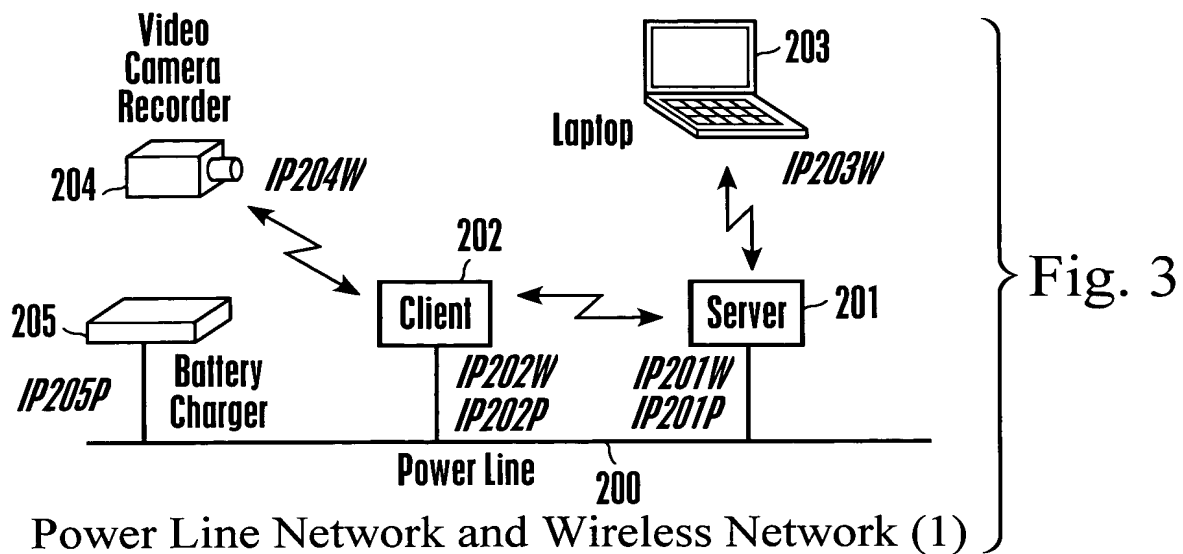 Video
Camera
Recorder
204
IP204W
203
Laptop
IP203W
202
Client
Server
201
205
IP205P
Battery
Charger
IP202W
IP202P
IP201W
IP201P
Power Line
200
Power Line Network and Wireless Network (1)
Fig. 3